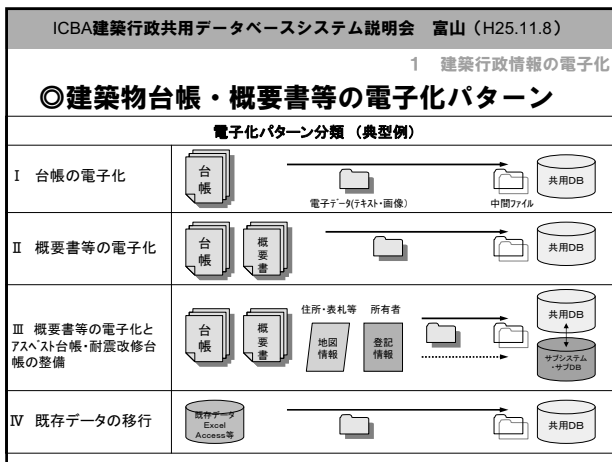 ICBA建築行政共用データベースシステム説明会　富山（H25.11.8）
1　建築行政情報の電子化
◎建築物台帳・概要書等の電子化パターン
電子化パターン分類 （典型例）
Ⅰ　台帳の電子化
台帳
電子データ(テキスト・画像)
中間ファイル
共用DB
Ⅱ　概要書等の電子化
台帳
概要書
共用DB
Ⅲ　概要書等の電子化と
アスベスト台帳・耐震改修台
帳の整備
台帳
概要書
住所・表札等
地図
情報
所有者
登記
情報
共用DB
サブシステム
・サブDB
Ⅳ　既存データの移行
既存データ
Excel
Access等
共用DB